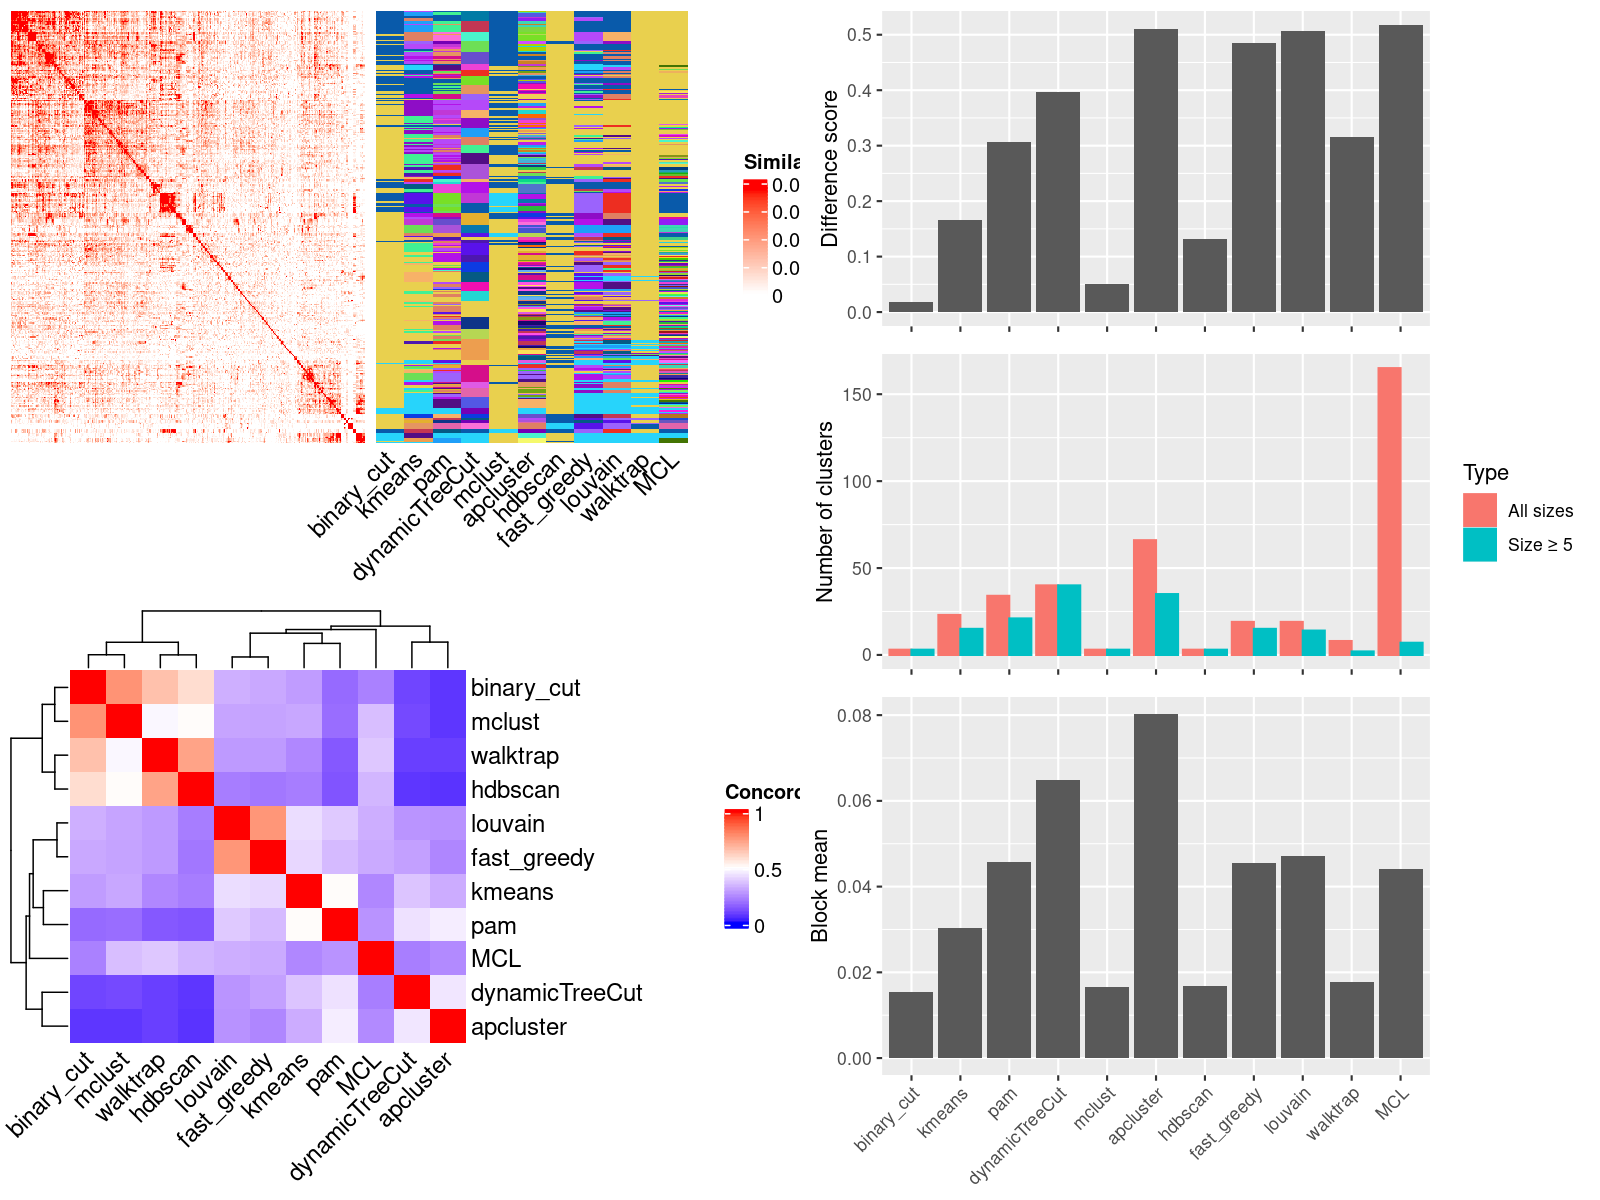 Simila
0.0
0.0
0.0
0.0
0
binary_cut
kmeans
pam
dynamicTreeCut
mclust
apcluster
hdbscan
fast_greedy
louvain
walktrap
MCL
binary_cut
mclust
walktrap
hdbscan
louvain
fast_greedy
kmeans
pam
MCL
dynamicTreeCut
apcluster
binary_cut
mclust
walktrap
hdbscan
louvain
fast_greedy
kmeans
pam
MCL
dynamicTreeCut
apcluster
Concord
1
0.5
0
Difference score
0.5
0.4
0.3
0.2
0.1
0.0
Number of clusters
150
100
50
0
Type
All sizes
Size ≥ 5
Block mean
0.08
0.06
0.04
0.02
0.00
binary_cut
kmeans
pam
dynamicTreeCut
mclust
apcluster
hdbscan
fast_greedy
louvain
walktrap
MCL